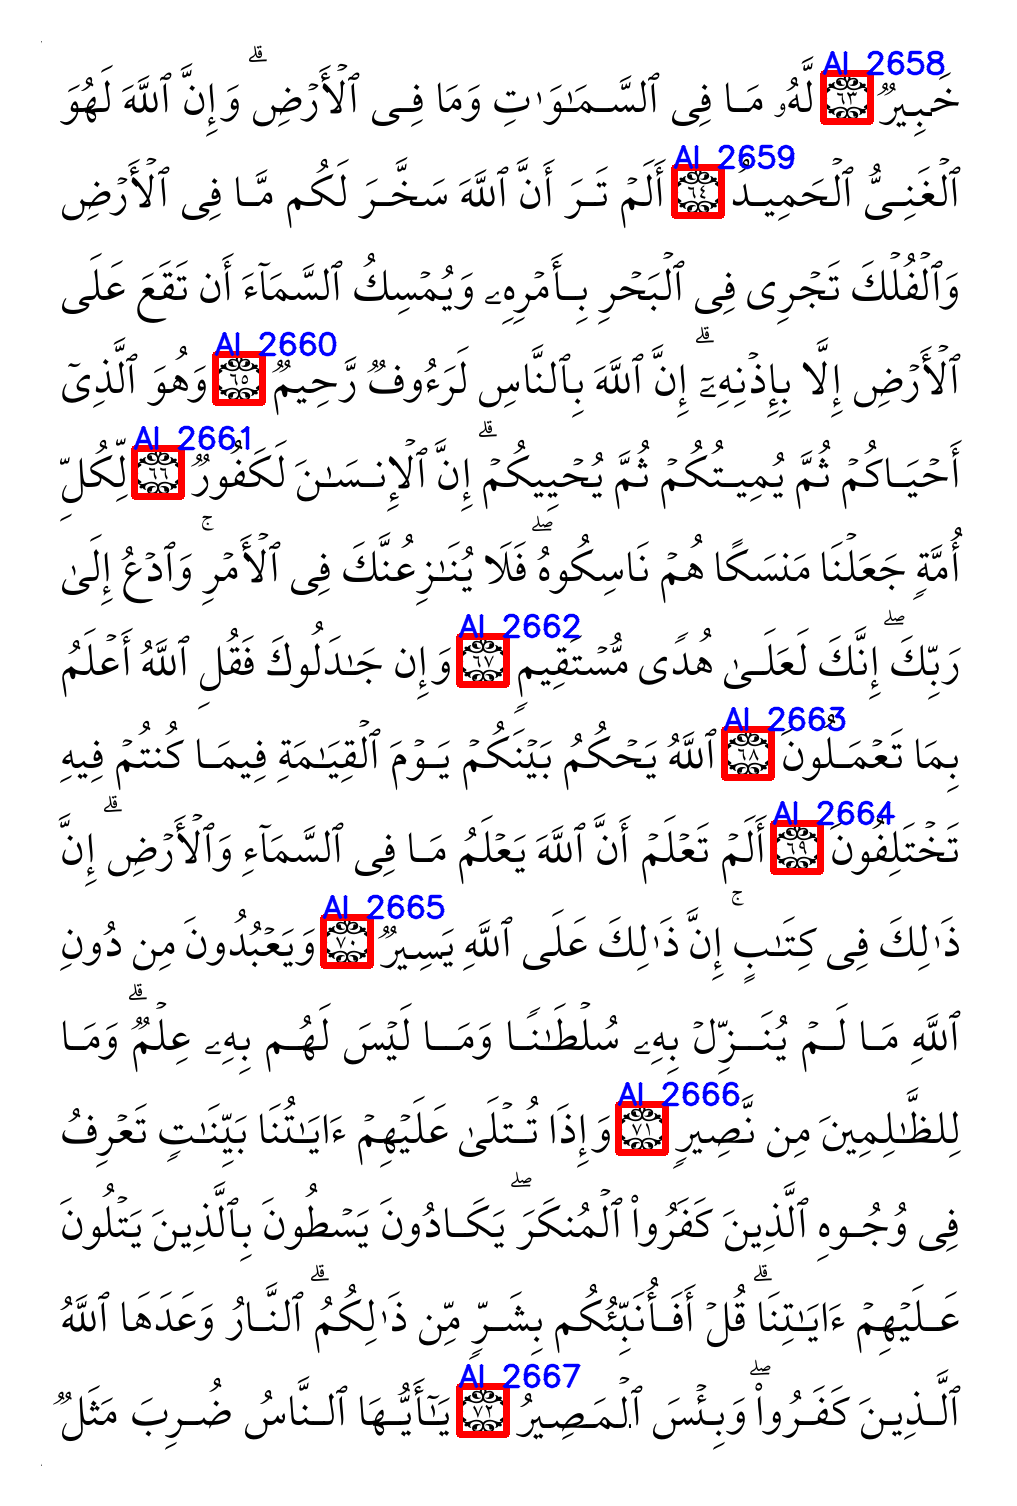 خَبِيرٌ ٦٣ AI_2658 لَّهُۥ مَا فِى ٱلسَّمَـٰوَٰتِ وَمَا فِى ٱلْأَرْضِ ۗ وَإِنَّ ٱللَّهَ لَهُوَ
ٱلْغَنِىُّ ٱلْحَمِيدُ ٦٤ AI_2659 أَلَمْ تَرَ أَنَّ ٱللَّهَ سَخَّرَ لَكُم مَّا فِى ٱلْأَرْضِ
وَٱلْفُلْكَ تَجْرِى فِى ٱلْبَحْرِ بِأَمْرِهِۦ وَيُمْسِكُ ٱلسَّمَآءَ أَن تَقَعَ عَلَى
ٱلْأَرْضِ إِلَّا بِإِذْنِهِۦٓ ۗ إِنَّ ٱللَّهَ بِٱلنَّاسِ لَرَءُوفٌ رَّحِيمٌ ٦٥ AI_2660 وَهُوَ ٱلَّذِىٓ
أَحْيَاكُمْ ثُمَّ يُمِيتُكُمْ ثُمَّ يُحْيِيكُمْ ۗ إِنَّ ٱلْإِنسَـٰنَ لَكَفُورٌ ٦٦ AI_2661 لِّكُلِّ
أُمَّةٍ جَعَلْنَا مَنسَكًا هُمْ نَاسِكُوهُ ۖ فَلَا يُنَـٰزِعُنَّكَ فِى ٱلْأَمْرِ ۚ وَٱدْعُ إِلَىٰ
رَبِّكَ ۖ إِنَّكَ لَعَلَىٰ هُدًى مُّسْتَقِيمٍ ٦٧ AI_2662 وَإِن جَـٰدَلُوكَ فَقُلِ ٱللَّهُ أَعْلَمُ
بِمَا تَعْمَلُونَ ٦٨ AI_2663 ٱللَّهُ يَحْكُمُ بَيْنَكُمْ يَوْمَ ٱلْقِيَـٰمَةِ فِيمَا كُنتُمْ فِيهِ
تَخْتَلِفُونَ ٦٩ AI_2664 أَلَمْ تَعْلَمْ أَنَّ ٱللَّهَ يَعْلَمُ مَا فِى ٱلسَّمَآءِ وَٱلْأَرْضِ ۗ إِنَّ
ذَٰلِكَ فِى كِتَـٰبٍ ۚ إِنَّ ذَٰلِكَ عَلَى ٱللَّهِ يَسِيرٌ ٧٠ AI_2665 وَيَعْبُدُونَ مِن دُونِ
ٱللَّهِ مَا لَمْ يُنَزِّلْ بِهِۦ سُلْطَـٰنًا وَمَا لَيْسَ لَهُم بِهِۦ عِلْمٌ ۗ وَمَا
لِلظَّـٰلِمِينَ مِن نَّصِيرٍ ٧١ AI_2666 وَإِذَا تُتْلَىٰ عَلَيْهِمْ ءَايَـٰتُنَا بَيِّنَـٰتٍ تَعْرِفُ
فِى وُجُوهِ ٱلَّذِينَ كَفَرُوا۟ ٱلْمُنكَرَ ۖ يَكَادُونَ يَسْطُونَ بِٱلَّذِينَ يَتْلُونَ
عَلَيْهِمْ ءَايَـٰتِنَا ۗ قُلْ أَفَأُنَبِّئُكُم بِشَرٍّ مِّن ذَٰلِكُمُ ۗ ٱلنَّارُ وَعَدَهَا ٱللَّهُ
ٱلَّذِينَ كَفَرُوا۟ ۖ وَبِئْسَ ٱلْمَصِيرُ ٧٢ AI_2667 يَـٰٓأَيُّهَا ٱلنَّاسُ ضُرِبَ مَثَلٌ